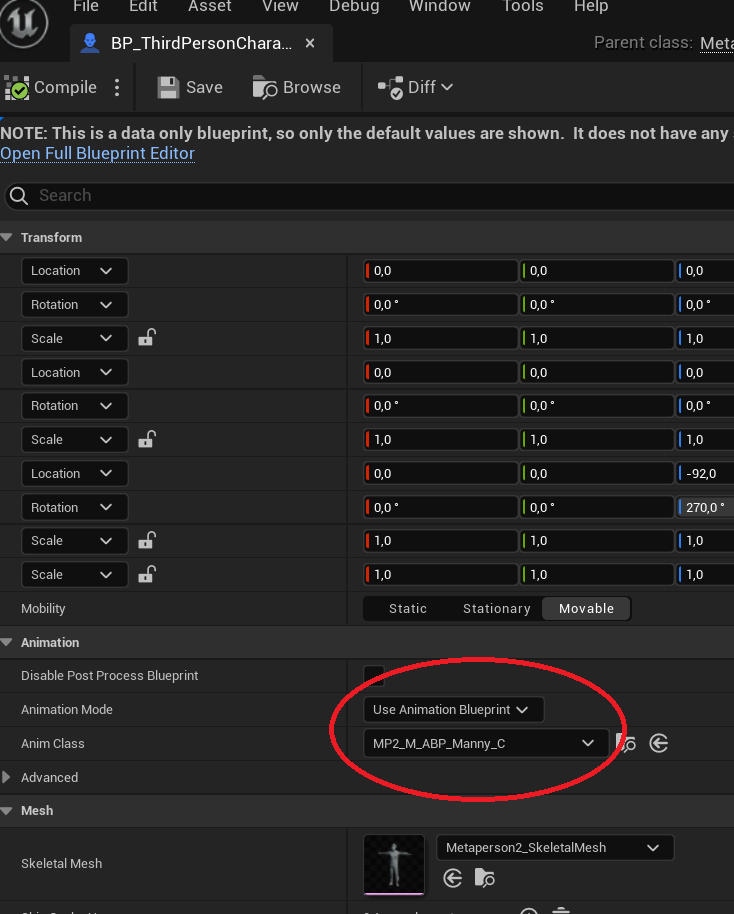 File Edit Asset View Debug Window Tools Help
BP_ThirdPersonChara...
Parent class: Meta
Compile Save Browse Diff
NOTE: This is a data only blueprint, so only the default values are shown. It does not have any
Open Full Blueprint Editor
Search
Transform
Location 0,0 0,0 0,0
Rotation 0,0 ° 0,0 ° 0,0 °
Scale 1,0 1,0 1,0
Location 0,0 0,0 0,0
Rotation 0,0 ° 0,0 ° 0,0 °
Scale 1,0 1,0 1,0
Location 0,0 0,0 -92,0
Rotation 0,0 ° 0,0 ° 270,0 °
Scale 1,0 1,0 1,0
Scale 1,0 1,0 1,0
Mobility Static Stationary Movable
Animation
Disable Post Process Blueprint
Animation Mode Use Animation Blueprint
Anim Class MP2_M_ABP_Manny_C
Advanced
Mesh
Skeletal Mesh Metaperson2_SkeletalMesh